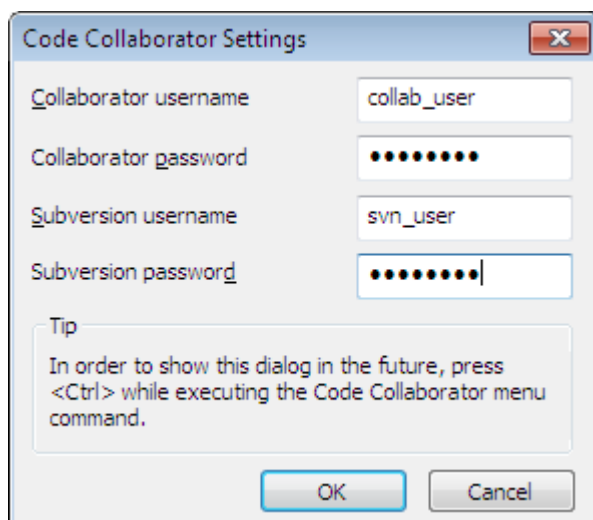 Code Collaborator Settings
Collaborator username
collab_user
Collaborator password
●●●●●●●●
Subversion username
svn_user
Subversion password
●●●●●●●●
Tip
In order to show this dialog in the future, press
<Ctrl> while executing the Code Collaborator menu
command.
OK
Cancel